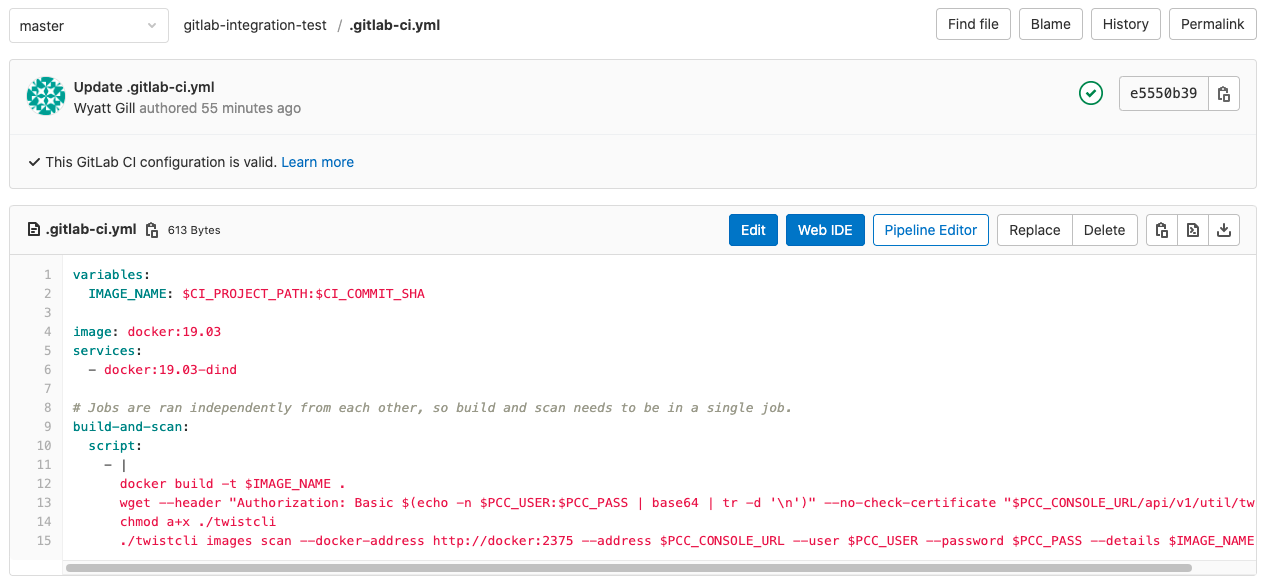 master
gitlab-integration-test / .gitlab-ci.yml
Find file
Blame
History
Permalink
Update .gitlab-ci.yml
Wyatt Gill authored 55 minutes ago
e5550b39
This GitLab CI configuration is valid. Learn more
.gitlab-ci.yml 613 Bytes
Edit
Web IDE
Pipeline Editor
Replace
Delete
1 variables:
2   IMAGE_NAME: $CI_PROJECT_PATH:$CI_COMMIT_SHA
3
4 image: docker:19.03
5 services:
6   - docker:19.03-dind
7
8 # Jobs are ran independently from each other, so build and scan needs to be in a single job.
9 build-and-scan:
10   script:
11     - |
12       docker build -t $IMAGE_NAME .
13       wget --header "Authorization: Basic $(echo -n $PCC_USER:$PCC_PASS | base64 | tr -d '\n')" --no-check-certificate "$PCC_CONSOLE_URL/api/v1/util/tw
14       chmod a+x ./twistcli
15       ./twistcli images scan --docker-address http://docker:2375 --address $PCC_CONSOLE_URL --user $PCC_USER --password $PCC_PASS --details $IMAGE_NAME